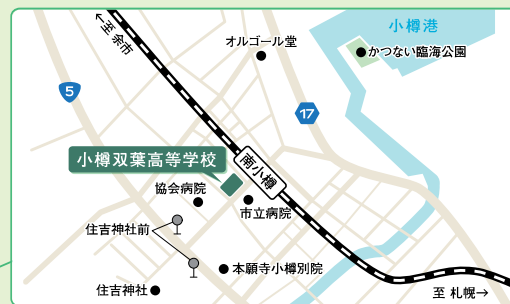 小樽港
←至 余市
オルゴール堂
かつない臨海公園
5
17
小樽双葉高等学校
南小樽
協会病院
市立病院
住吉神社前
本願寺小樽別院
住吉神社
至 札幌→